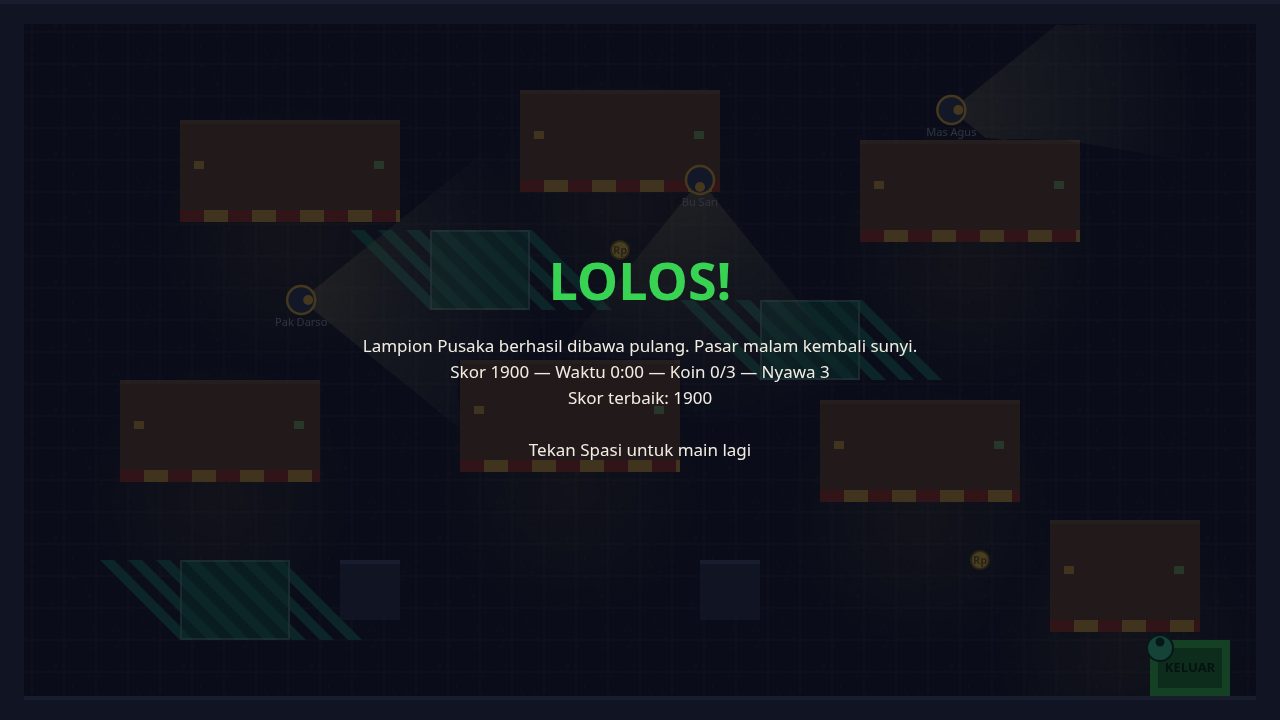 Mas Agus
Bu Sari
Rp
LOLOS!
Pak Darso
Lampion Pusaka berhasil dibawa pulang. Pasar malam kembali sunyi.
Skor 1900 — Waktu 0:00 — Koin 0/3 — Nyawa 3
Skor terbaik: 1900
Tekan Spasi untuk main lagi
Rp
KELUAR